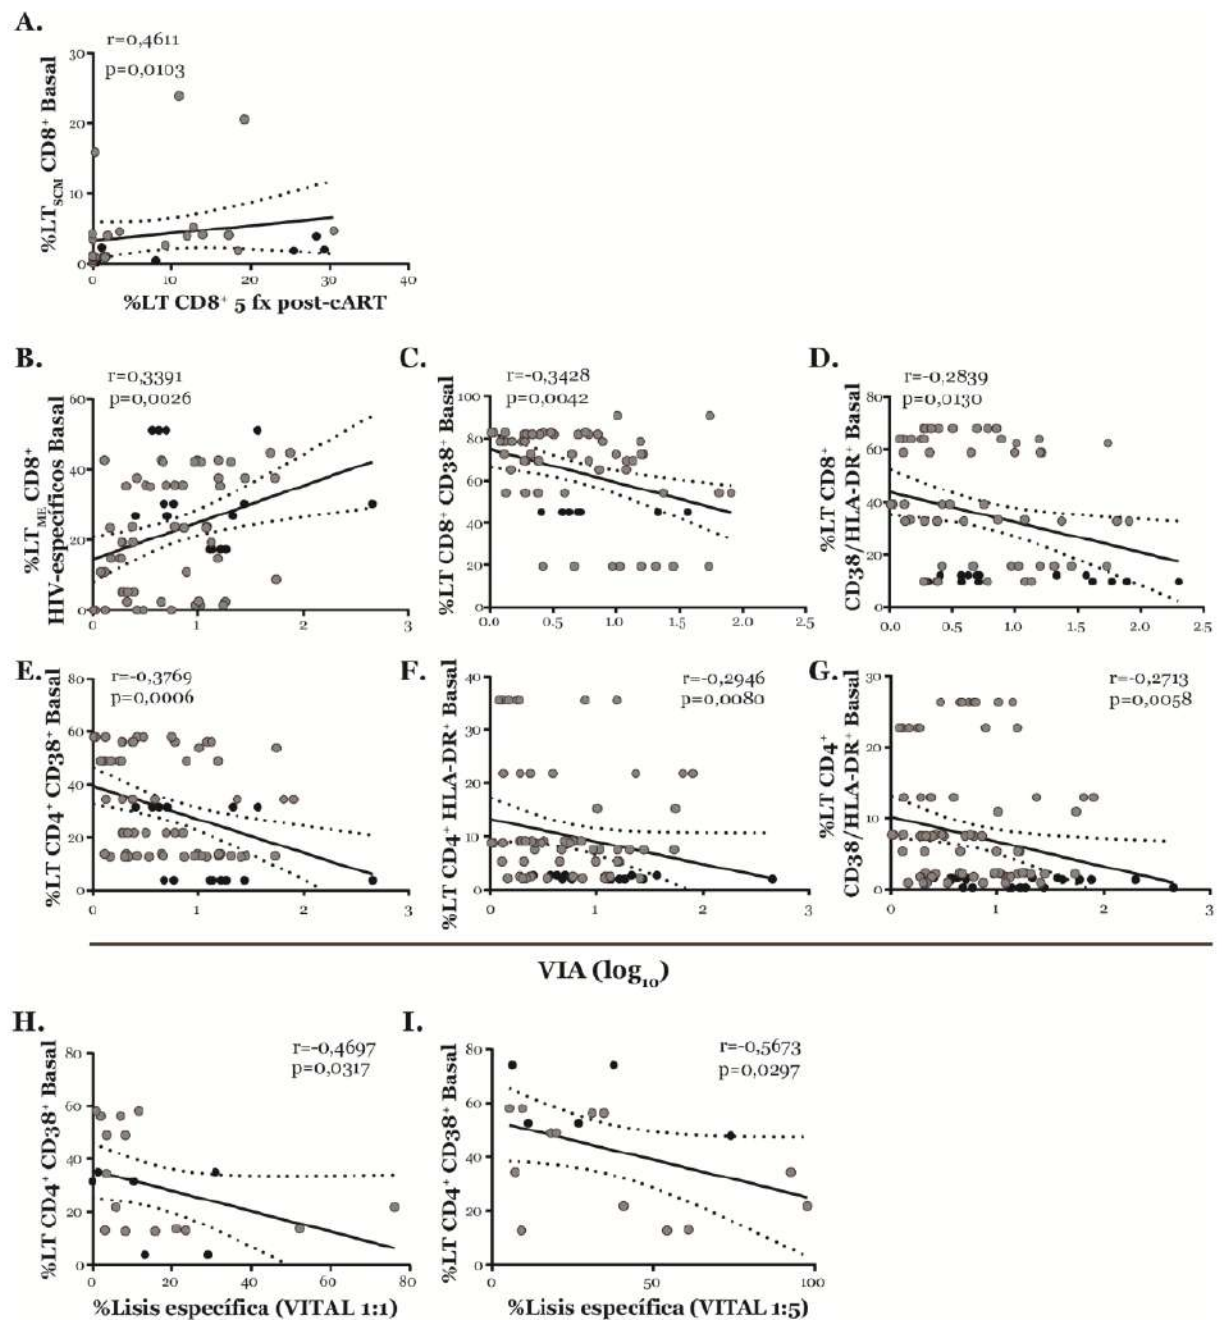 A.
r=0,4611
p=0,0103
%LT_SCM CD8⁺ Basal
30
20
10
0
0 10 20 30 40
%LT CD8⁺ 5 fx post-cART
B.
r=0,3391
p=0,0026
%LT_ME CD8⁺
HIV-específicos Basal
60
40
20
0
0 1 2 3
C.
r=-0,3428
p=0,0042
%LT CD8⁺ CD38⁺ Basal
100
80
60
40
20
0
0.0 0.5 1.0 1.5 2.0 2.5
D.
r=-0,2839
p=0,0130
%LT CD8⁺
CD38/HLA-DR⁺ Basal
80
60
40
20
0
0.0 0.5 1.0 1.5 2.0 2.5
E.
r=-0,3769
p=0,0006
%LT CD4⁺ CD38⁺ Basal
80
60
40
20
0
0 1 2 3
F.
r=-0,2946
p=0,0080
%LT CD4⁺ HLA-DR⁺ Basal
40
30
20
10
0
0 1 2 3
G.
r=-0,2713
p=0,0058
%LT CD4⁺
CD38/HLA-DR⁺ Basal
30
20
10
0
0 1 2 3
VIA (log₁₀)
H.
r=-0,4697
p=0,0317
%LT CD4⁺ CD38⁺ Basal
80
60
40
20
0
0 20 40 60 80
%Lisis específica (VITAL 1:1)
I.
r=-0,5673
p=0,0297
%LT CD4⁺ CD38⁺ Basal
80
60
40
20
0
0 50 100
%Lisis específica (VITAL 1:5)